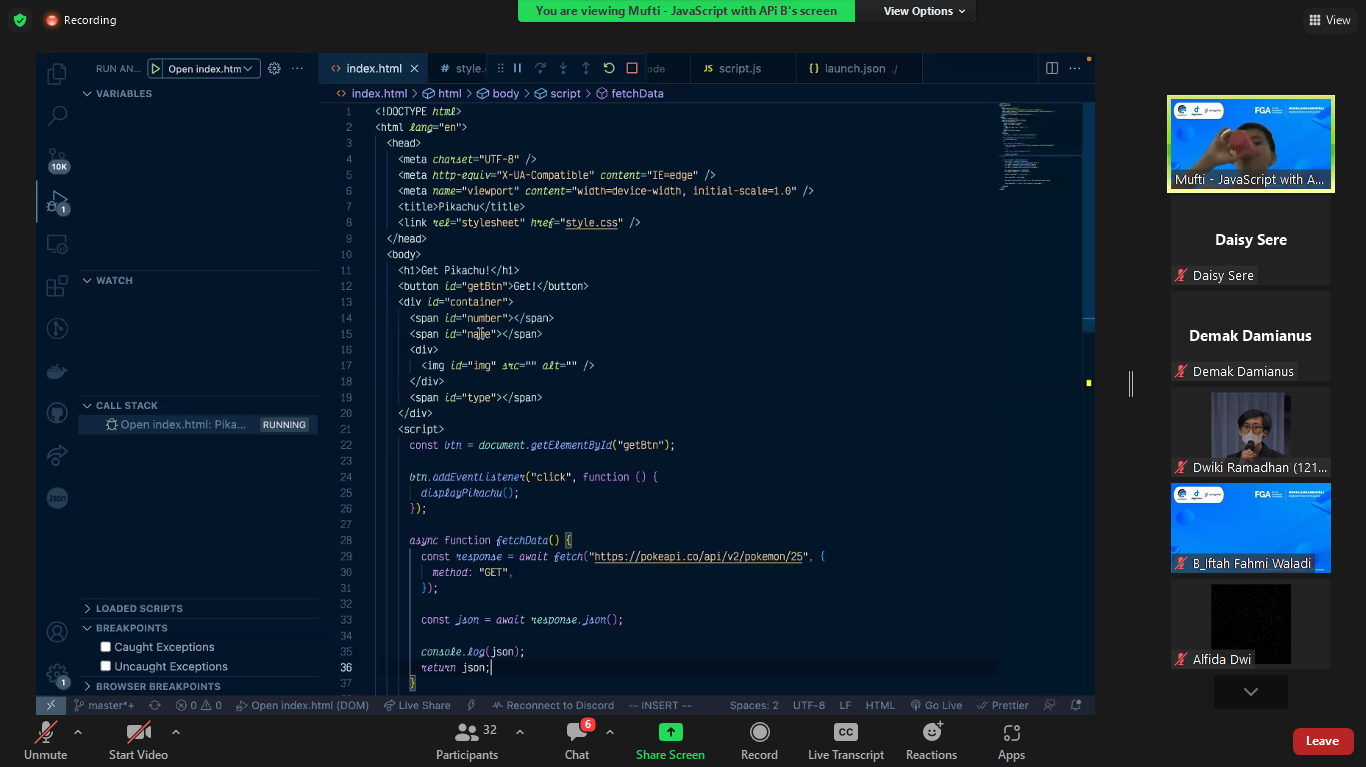 Recording
You are viewing Mufti - JavaScript with APi B's screen
View Options
View
RUN AN...
Open index.htm
index.html
style.
ode
script.js
launch.json ./
index.html > html > body > script > fetchData
VARIABLES
WATCH
CALL STACK
Open index.html: Pika...
RUNNING
LOADED SCRIPTS
BREAKPOINTS
Caught Exceptions
Uncaught Exceptions
BROWSER BREAKPOINTS
10K
1
Json
1
1 <!DOCTYPE html>
2 <html lang="en">
3 <head>
4 <meta charset="UTF-8" />
5 <meta http-equiv="X-UA-Compatible" content="IE=edge" />
6 <meta name="viewport" content="width=device-width, initial-scale=1.0" />
7 <title>Pikachu</title>
8 <link rel="stylesheet" href="style.css" />
9 </head>
10 <body>
11 <h1>Get Pikachu!</h1>
12 <button id="getBtn">Get!</button>
13 <div id="container">
14 <span id="number"></span>
15 <span id="name"></span>
16 <div>
17 <img id="img" src="" alt="" />
18 </div>
19 <span id="type"></span>
20 </div>
21 <script>
22 const btn = document.getElementById("getBtn");
23
24 btn.addEventListener("click", function () {
25 displayPikachu();
26 });
27
28 async function fetchData() {
29 const response = await fetch("https://pokeapi.co/api/v2/pokemon/25", {
30 method: "GET",
31 });
32
33 const json = await response.json();
34
35 console.log(json);
36 return json;
37 }
master*+
0 0
Open index.html (DOM)
Live Share
Reconnect to Discord
-- INSERT --
Spaces: 2
UTF-8
LF
HTML
Go Live
Prettier
FGA
Mufti - JavaScript with A...
Daisy Sere
Daisy Sere
Demak Damianus
Demak Damianus
Dwiki Ramadhan (121...
FGA
B_Iftah Fahmi Waladi
Alfida Dwi
Unmute
Start Video
32
Participants
6
Chat
Share Screen
Record
CC
Live Transcript
Reactions
Apps
Leave